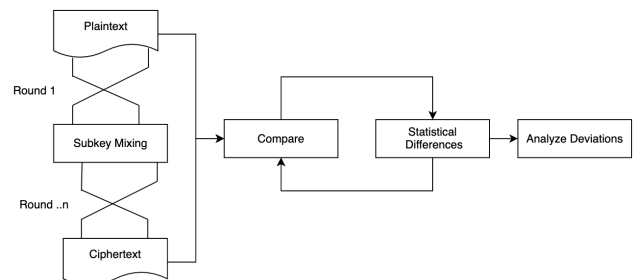 Plaintext
Round 1
Subkey Mixing
Compare
Statistical
Differences
Analyze Deviations
Round ..n
Ciphertext